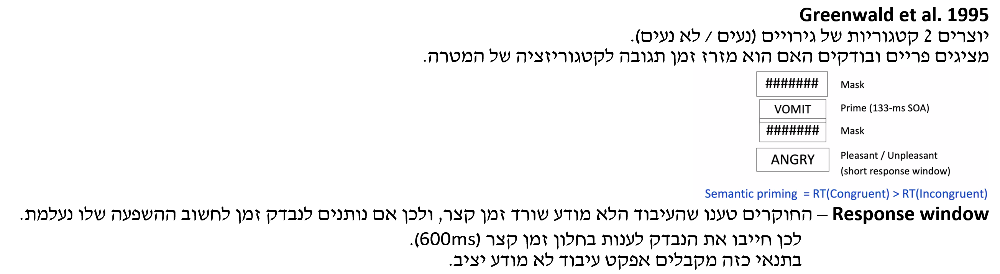 Greenwald et al. 1995
יוצרים 2 קטגוריות של גירויים (נעים / לא נעים).
מציגים פריים ובודקים האם הוא מזרז זמן תגובה לקטגוריזציה של המטרה.
####### Mask
VOMIT Prime (133-ms SOA)
####### Mask
ANGRY Pleasant / Unpleasant
(short response window)
Semantic priming = RT(Congruent) > RT(Incongruent)
Response window – החוקרים טענו שהעיבוד הלא מודע שורד זמן קצר, ולכן אם נותנים לנבדק זמן לחשוב ההשפעה שלו נעלמת.
לכן חייבו את הנבדק לענות בחלון זמן קצר (600ms).
בתנאי כזה מקבלים אפקט עיבוד לא מודע יציב.